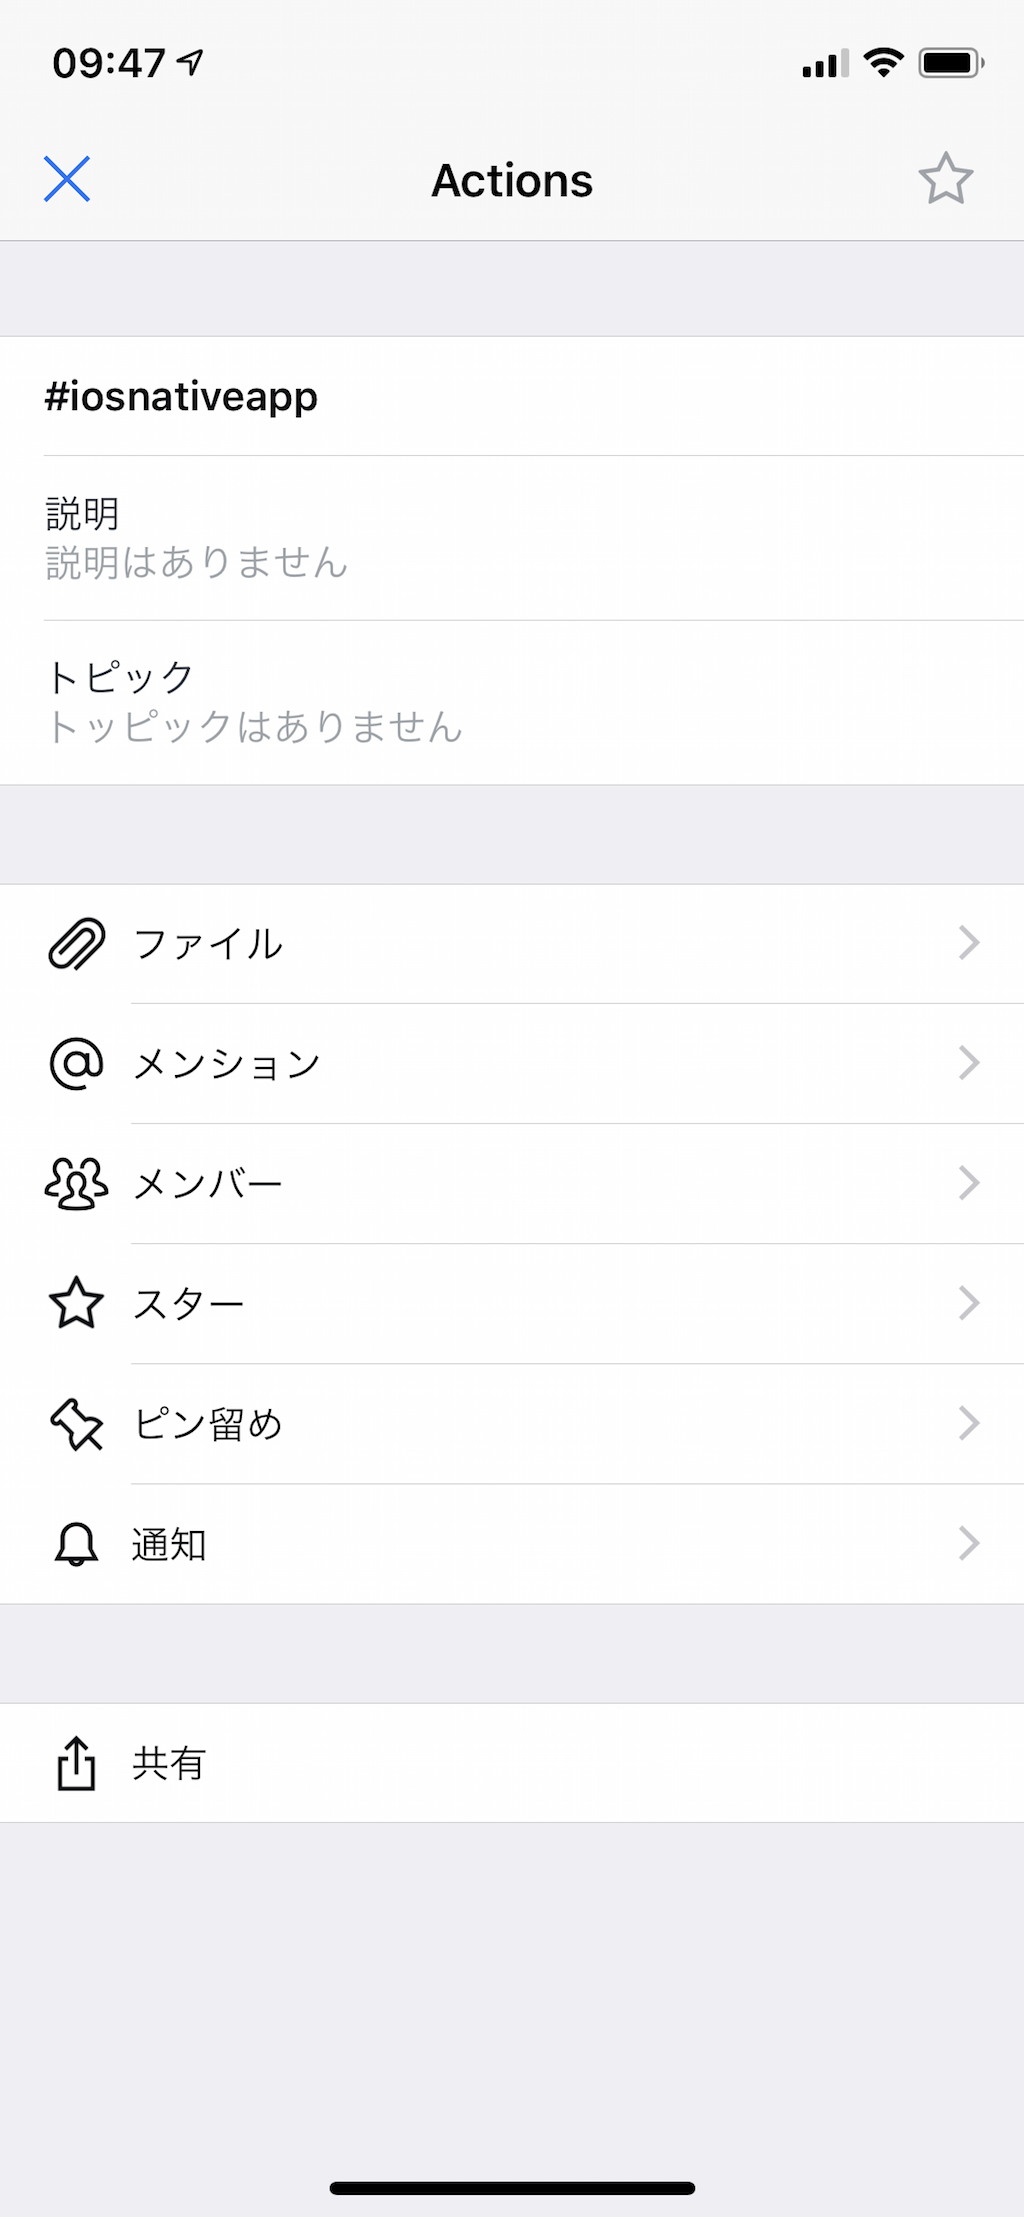 09:47
Actions
#iosnativeapp
説明
説明はありません
トピック
トッピックはありません
ファイル
メンション
メンバー
スター
ピン留め
通知
共有